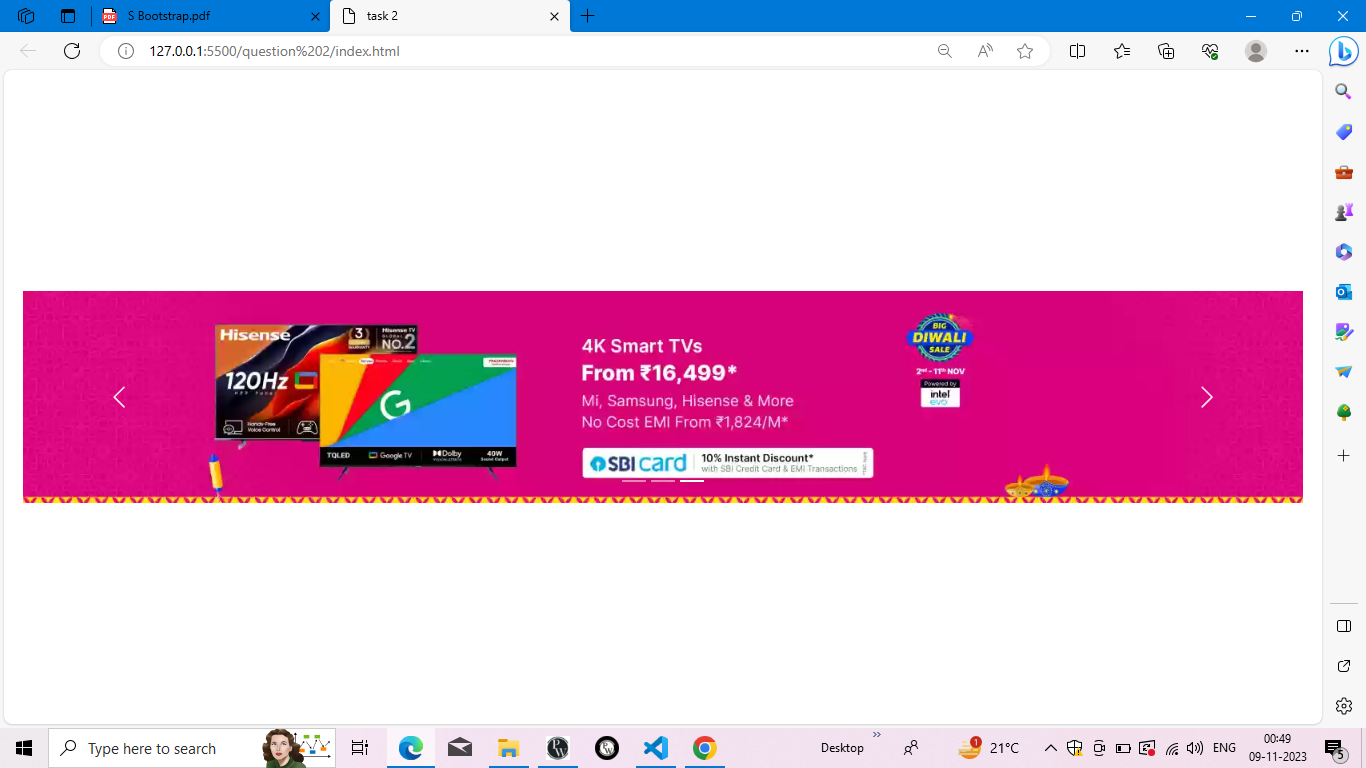 S Bootstrap.pdf
task 2
127.0.0.1:5500/question%202/index.html
Hisense
3
Hisense TV
NO.2
120Hz
Hands-Free
Voice Control
G
TQLED
Google TV
Dolby
40W
Sound Output
4K Smart TVs
From ₹16,499*
Mi, Samsung, Hisense & More
No Cost EMI From ₹1,824/M*
SBI card
10% Instant Discount*
with SBI Credit Card & EMI Transactions
BIG
DIWALI
SALE
2nd - 11th NOV
Powered by
intel
evo
Type here to search
Desktop
1
21°C
ENG
00:49
09-11-2023
5